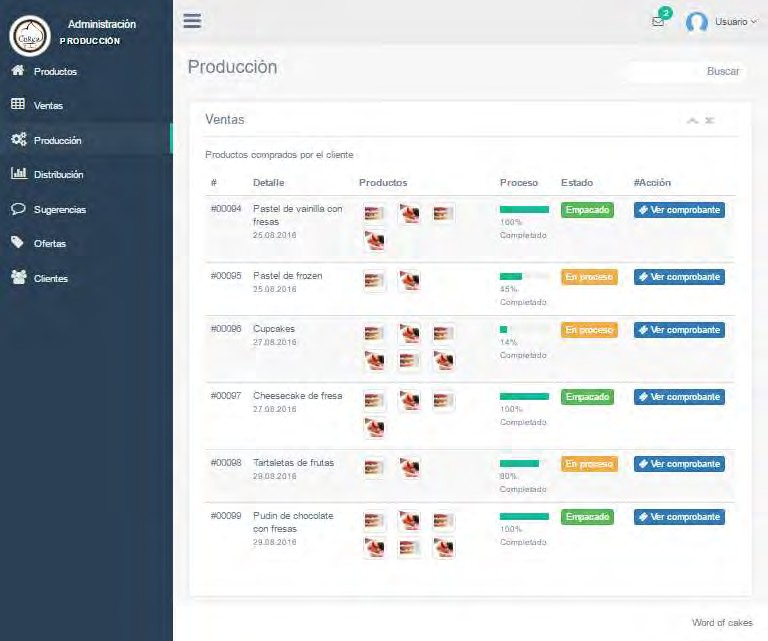 Administración
PRODUCCIÓN
Productos
Ventas
Producción
Distribución
Sugerencias
Ofertas
Clientes
2
Usuario
Producción
Buscar
Ventas
Productos comprados por el cliente
# Detalle Productos Proceso Estado #Acción
#00094 Pastel de vainilla con fresas 25.08.2016 100% Completado Empacado Ver comprobante
#00095 Pastel de frozen 25.08.2016 45% Completado En proceso Ver comprobante
#00096 Cupcakes 27.08.2016 14% Completado En proceso Ver comprobante
#00097 Cheesecake de fresa 27.08.2016 100% Completado Empacado Ver comprobante
#00098 Tartaletas de frutas 29.08.2016 80% Completado En proceso Ver comprobante
#00099 Pudin de chocolate con fresas 29.08.2016 100% Completado Empacado Ver comprobante
Word of cakes